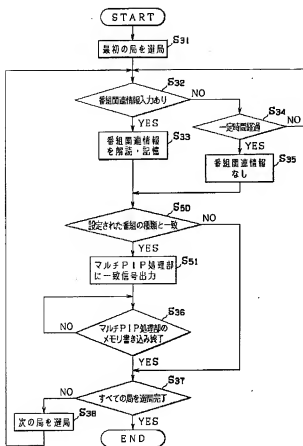 START
S31
最初の局を選局
S32
番組関連情報入力あり
NO
S34
YES
S33
一定時間超過
NO
番組関連情報
を解読・記憶
YES
S35
番組関連情報
なし
S50
設定された番組の種類と一致
NO
YES
S51
マルチPIP処理部
に一致信号出力
S36
マルチPIP処理部の
メモリ書き込み終了
NO
YES
S37
NO
すべての局を選局完了
S38
次の局を選局
YES
END